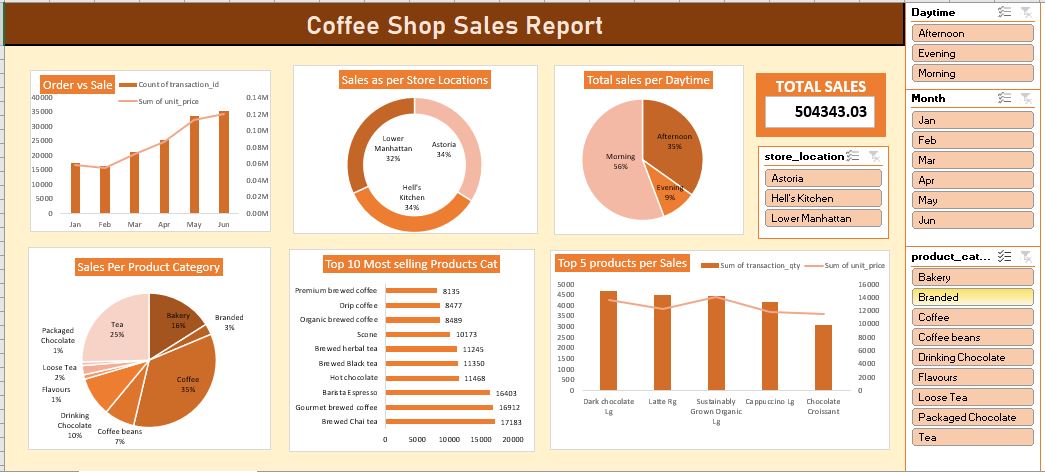 Coffee Shop Sales Report
Order vs Sale
Count of transaction_id
Sum of unit_price
40000
35000
30000
25000
20000
15000
10000
5000
0
0.14M
0.12M
0.10M
0.08M
0.06M
0.04M
0.02M
0.00M
Jan Feb Mar Apr May Jun
Sales as per Store Locations
Lower
Manhattan
32%
Astoria
34%
Hell's
Kitchen
34%
Total sales per Daytime
Afternoon
35%
Morning
56%
Evening
9%
TOTAL SALES
504343.03
store_location
Astoria
Hell's Kitchen
Lower Manhattan
Sales Per Product Category
Tea
25%
Bakery
16%
Branded
3%
Packaged
Chocolate
1%
Loose Tea
2%
Flavours
1%
Coffee
35%
Drinking
Chocolate
10%
Coffee beans
7%
Top 10 Most selling Products Cat
Premium brewed coffee 8135
Drip coffee 8477
Organic brewed coffee 8489
Scone 10173
Brewed herbal tea 11245
Brewed Black tea 11350
Hot chocolate 11468
Barista Espresso 16403
Gourmet brewed coffee 16912
Brewed Chai tea 17183
0 5000 10000 15000 20000
Top 5 products per Sales
Sum of transaction_qty
Sum of unit_price
5000
4500
4000
3500
3000
2500
2000
1500
1000
500
0
16000
14000
12000
10000
8000
6000
4000
2000
0
Dark chocolate
Lg
Latte Rg
Sustainably
Grown Organic
Lg
Cappuccino Lg
Chocolate
Croissant
Daytime
Afternoon
Evening
Morning
Month
Jan
Feb
Mar
Apr
May
Jun
product_cat...
Bakery
Branded
Coffee
Coffee beans
Drinking Chocolate
Flavours
Loose Tea
Packaged Chocolate
Tea